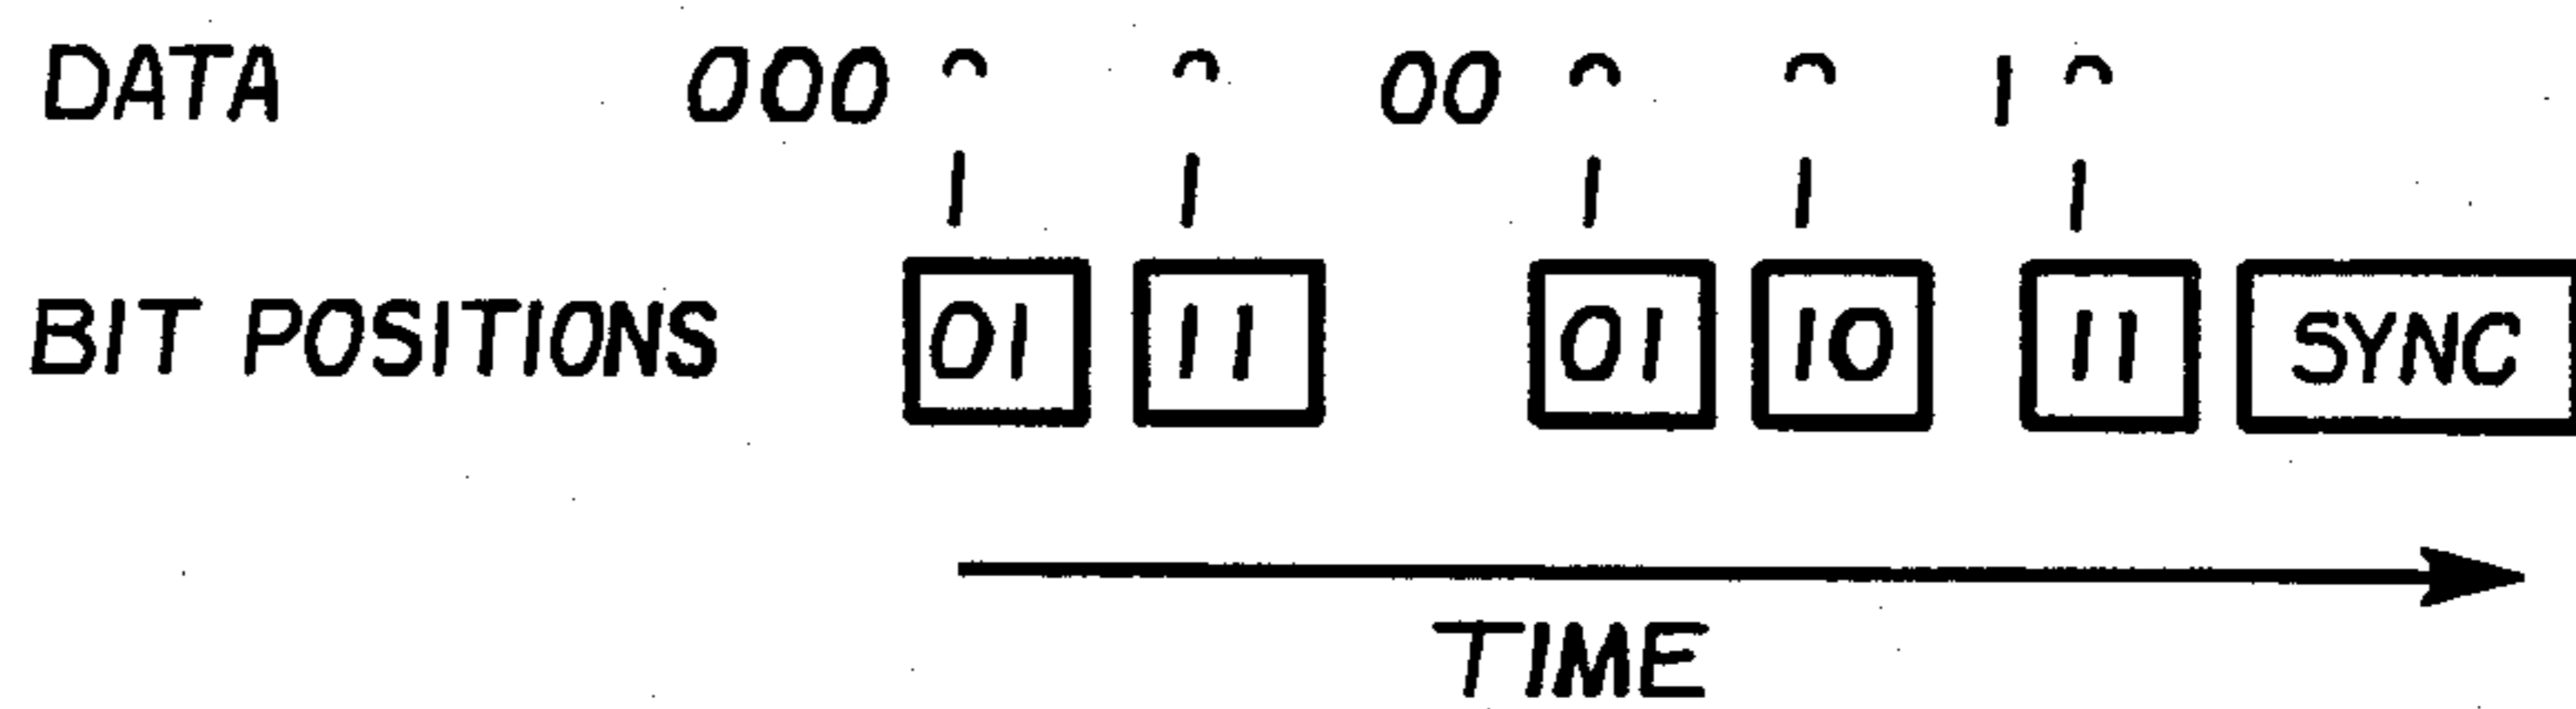 DATA 000 ^ ^ 00 ^ ^ 1 ^
1 1 1 1 1
BIT POSITIONS 01 11 01 10 11 SYNC
TIME